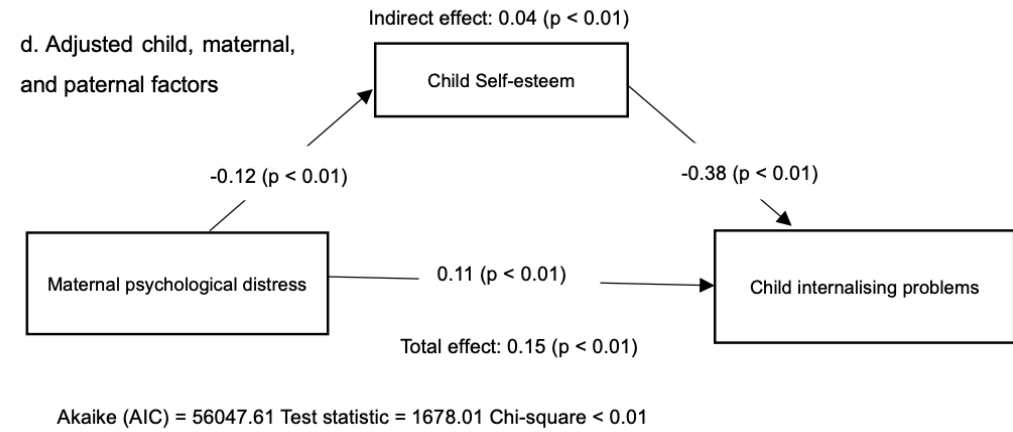 Indirect effect: 0.04 (p < 0.01)
d. Adjusted child, maternal,
and paternal factors
Child Self-esteem
-0.12 (p < 0.01)
-0.38 (p < 0.01)
Maternal psychological distress
0.11 (p < 0.01)
Child internalising problems
Total effect: 0.15 (p < 0.01)
Akaike (AIC) = 56047.61 Test statistic = 1678.01 Chi-square < 0.01